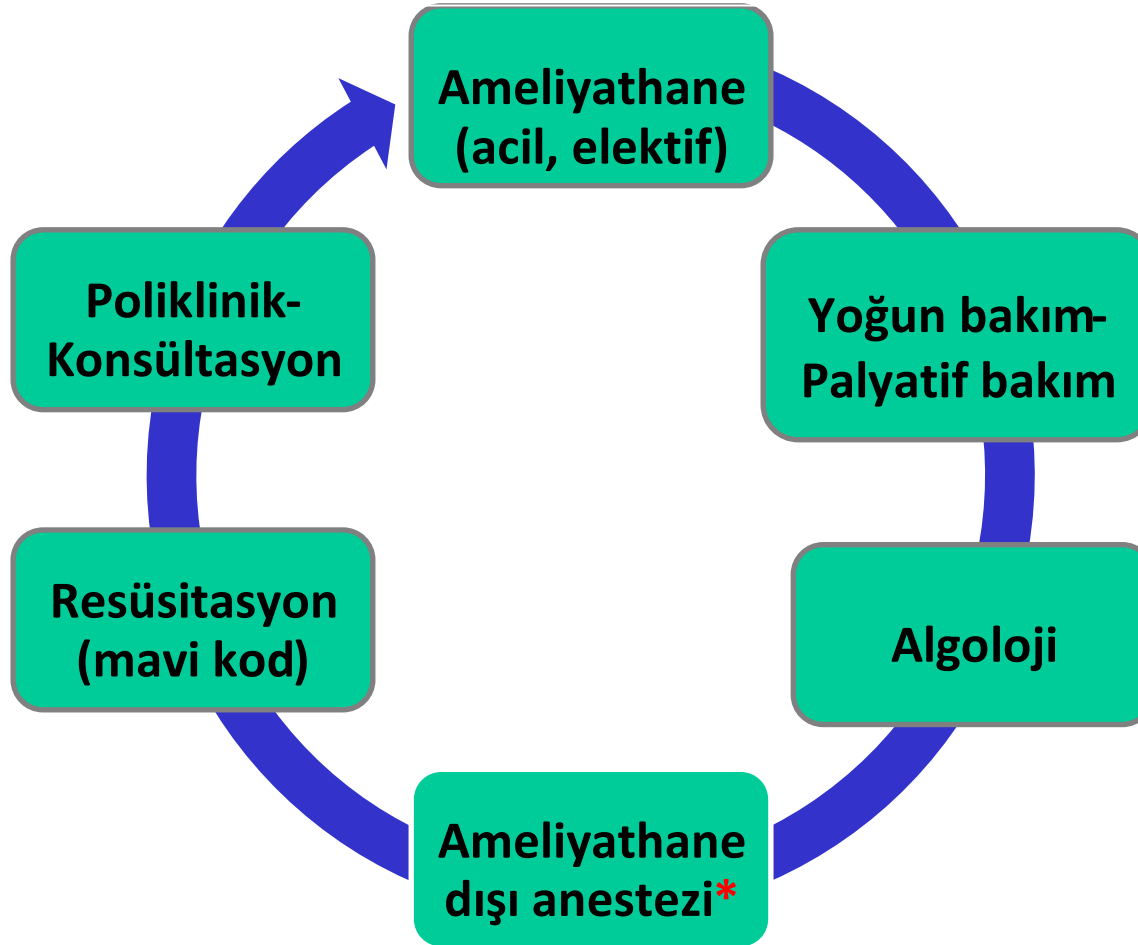 Ameliyathane
(acil, elektif)
Yoğun bakım-
Palyatif bakım
Algoloji
Ameliyathane
dışı anestezi*
Resüsitasyon
(mavi kod)
Poliklinik-
Konsültasyon